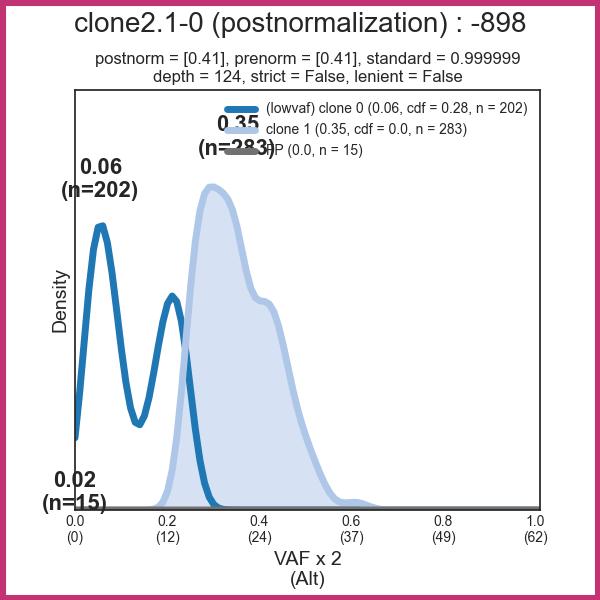 clone2.1-0 (postnormalization) : -898
postnorm = [0.41], prenorm = [0.41], standard = 0.999999
depth = 124, strict = False, lenient = False
(lowvaf) clone 0 (0.06, cdf = 0.28, n = 202)
clone 1 (0.35, cdf = 0.0, n = 283)
FP (0.0, n = 15)
0.35
(n=283)
0.06
(n=202)
Density
0.02
(n=15)
0.0 0.2 0.4 0.6 0.8 1.0
(0) (12) (24) (37) (49) (62)
VAF x 2
(Alt)